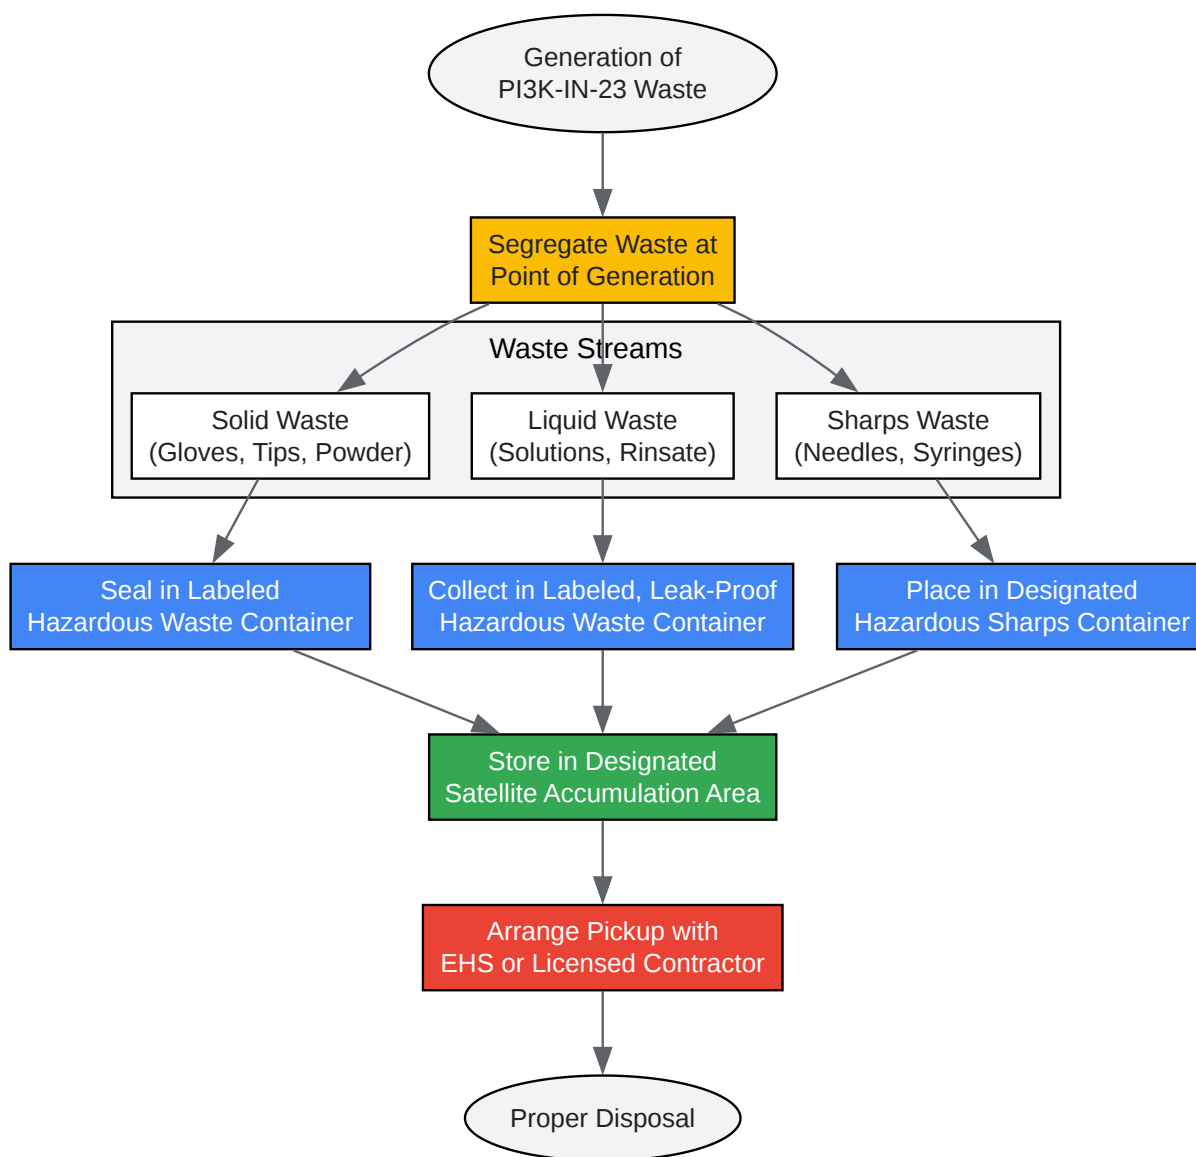 Generation of
PI3K-IN-23 Waste
Segregate Waste at
Point of Generation
Waste Streams
Solid Waste
(Gloves, Tips, Powder)
Liquid Waste
(Solutions, Rinsate)
Sharps Waste
(Needles, Syringes)
Seal in Labeled
Hazardous Waste Container
Collect in Labeled, Leak-Proof
Hazardous Waste Container
Place in Designated
Hazardous Sharps Container
Store in Designated
Satellite Accumulation Area
Arrange Pickup with
EHS or Licensed Contractor
Proper Disposal